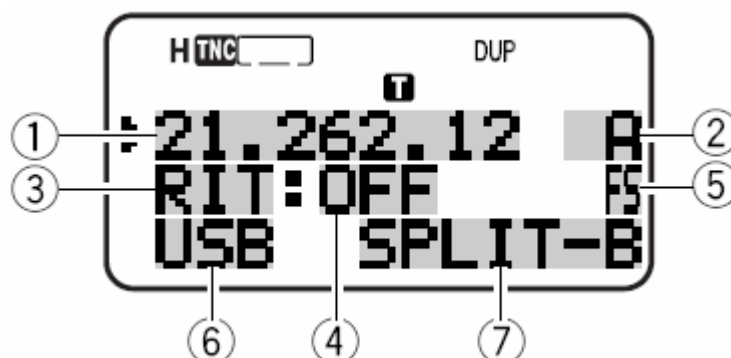 H TNC DUP
T
① 21.262.12 A ②
③ RIT:OFF FS ⑤
USB SPLIT-B
⑥ ④ ⑦